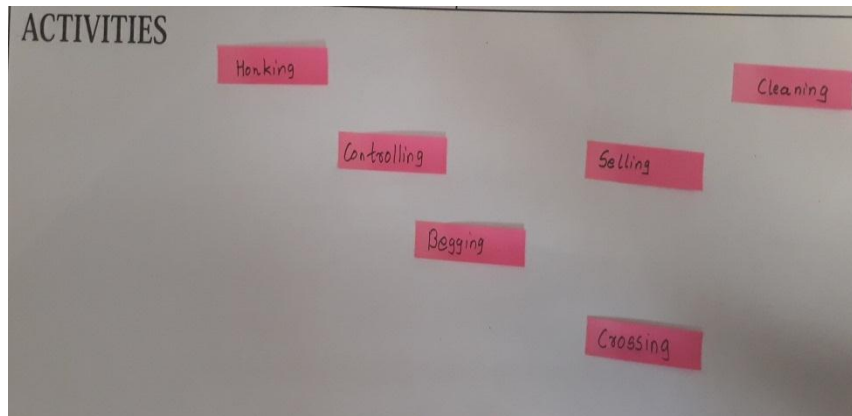 ACTIVITIES
Honking
Cleaning
Controlling
Selling
Begging
Crossing